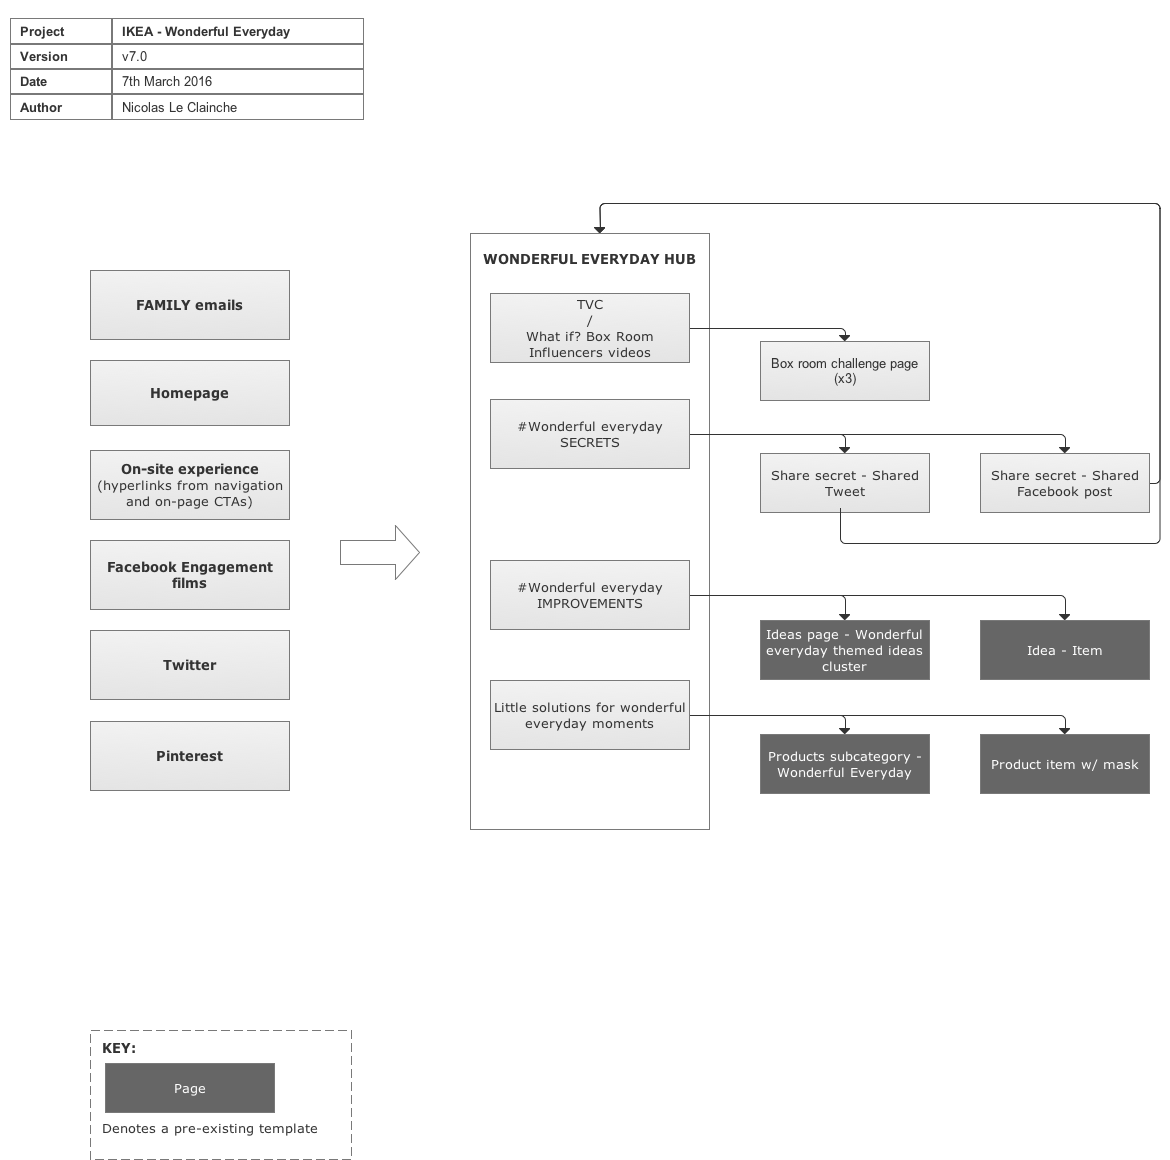 Project IKEA - Wonderful Everyday
Version v7.0
Date 7th March 2016
Author Nicolas Le Clainche
FAMILY emails
Homepage
On-site experience
(hyperlinks from navigation
and on-page CTAs)
Facebook Engagement
films
Twitter
Pinterest
WONDERFUL EVERYDAY HUB
TVC
/
What if? Box Room
Influencers videos
Box room challenge page
(x3)
#Wonderful everyday
SECRETS
Share secret - Shared
Tweet
Share secret - Shared
Facebook post
#Wonderful everyday
IMPROVEMENTS
Ideas page - Wonderful
everyday themed ideas
cluster
Idea - Item
Little solutions for wonderful
everyday moments
Products subcategory -
Wonderful Everyday
Product item w/ mask
KEY:
Page
Denotes a pre-existing template